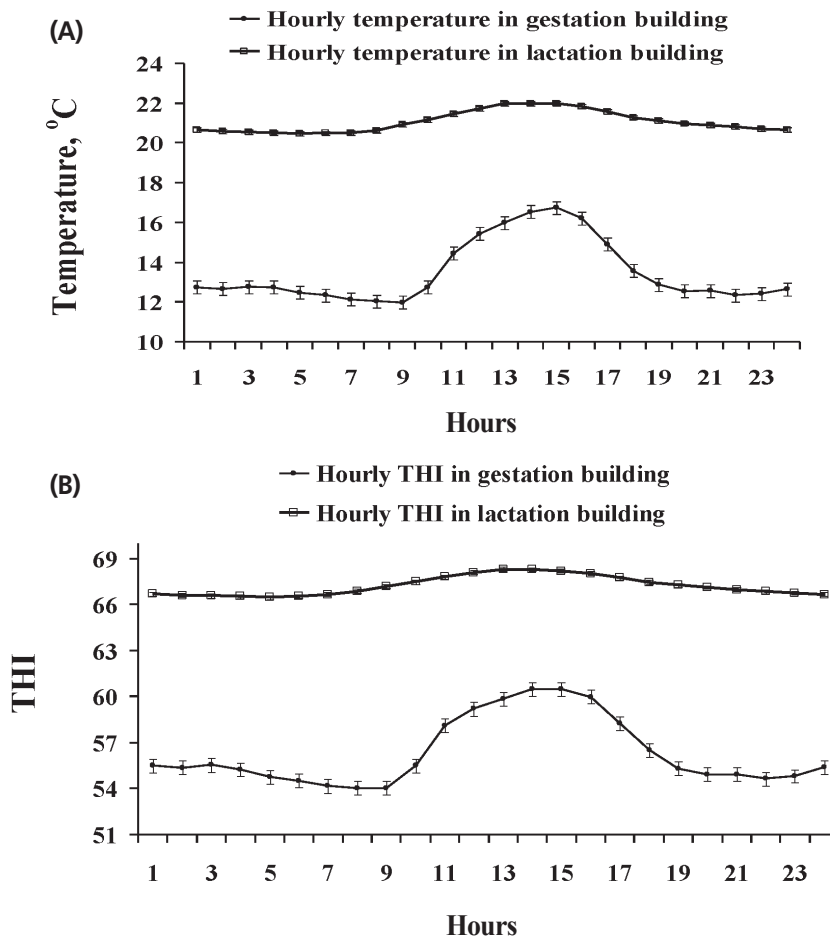 (A)
Hourly temperature in gestation building
Hourly temperature in lactation building
Temperature, °C
24
22
20
18
16
14
12
10
1 3 5 7 9 11 13 15 17 19 21 23
Hours
(B)
Hourly THI in gestation building
Hourly THI in lactation building
THI
69
66
63
60
57
54
51
1 3 5 7 9 11 13 15 17 19 21 23
Hours